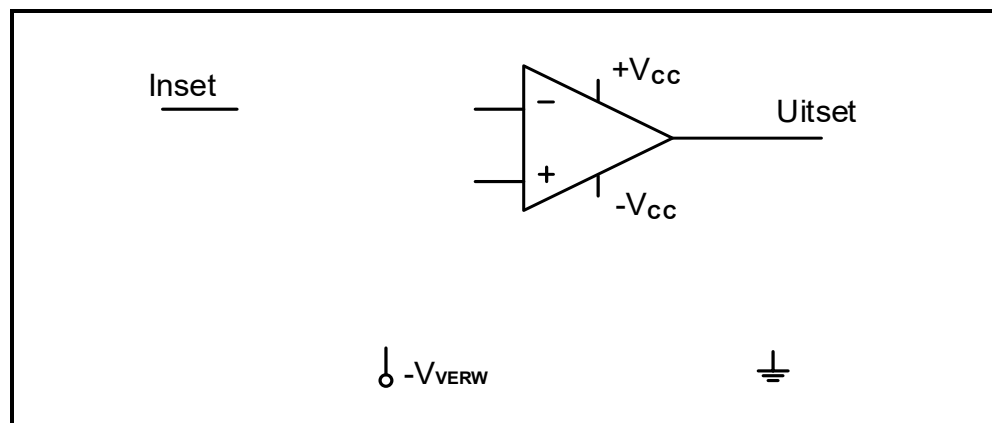 Inset
+VCC
Uitset
−
+
-VCC
-VVERW